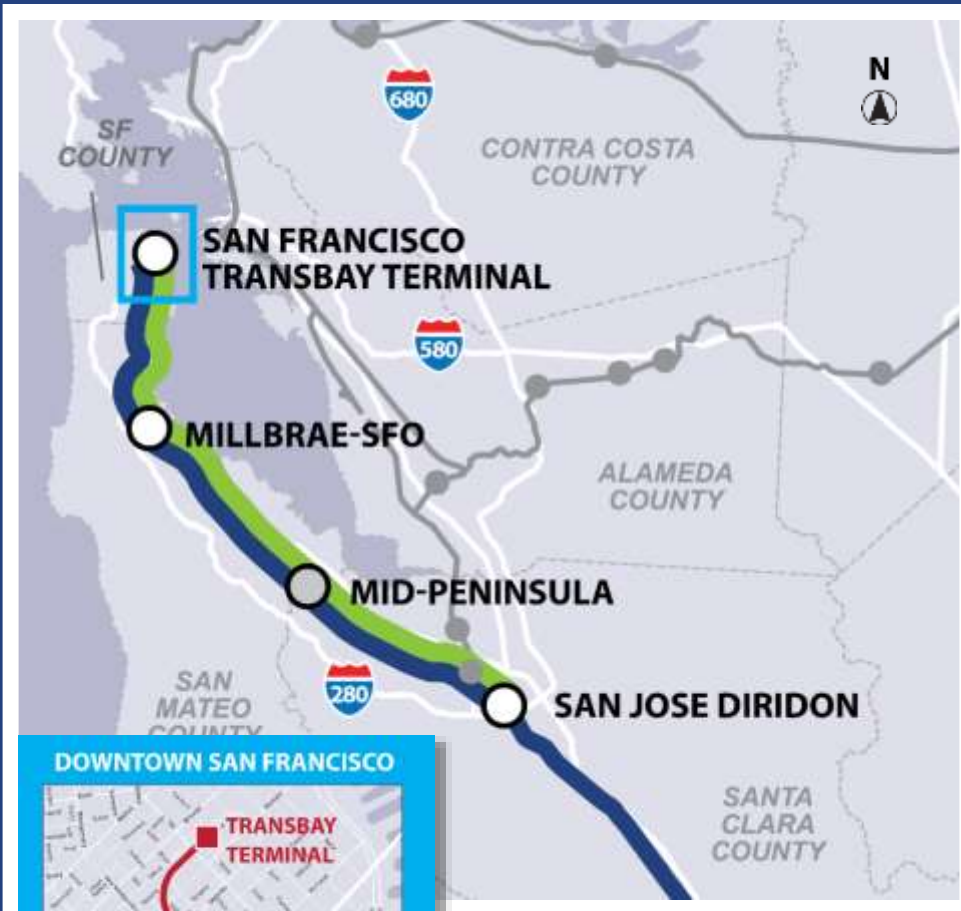 N
680
SF
COUNTY
CONTRA COSTA
COUNTY
SAN FRANCISCO
TRANSBAY TERMINAL
580
MILLBRAE-SFO
ALAMEDA
COUNTY
MID-PENINSULA
280
SAN
MATEO
COUNTY
SAN JOSE DIRIDON
SANTA
CLARA
COUNTY
DOWNTOWN SAN FRANCISCO
TRANSBAY
TERMINAL